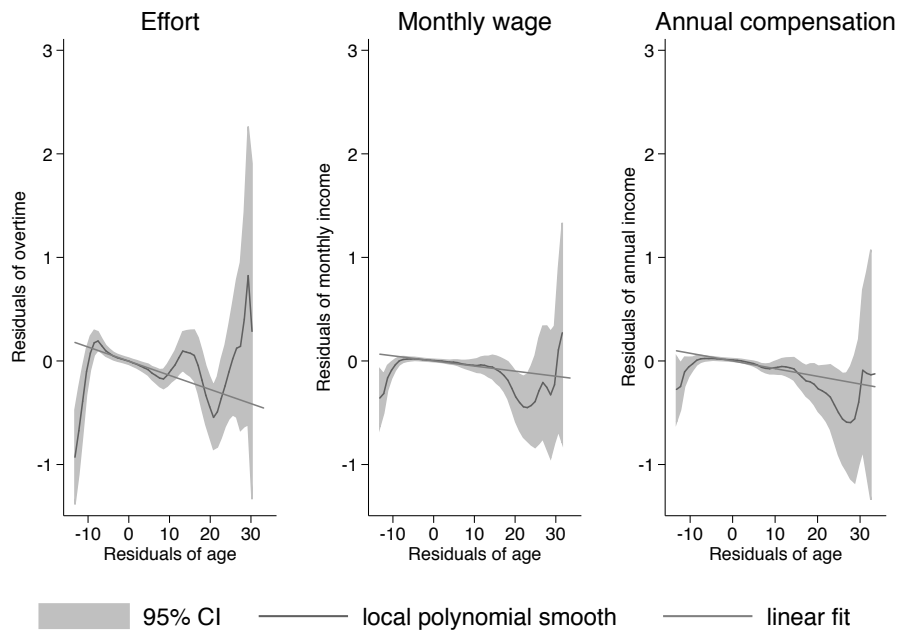 Effort
Residuals of overtime
3
2
1
0
-1
-10 0 10 20 30
Residuals of age
Monthly wage
Residuals of monthly income
3
2
1
0
-1
-10 0 10 20 30
Residuals of age
Annual compensation
Residuals of annual income
3
2
1
0
-1
-10 0 10 20 30
Residuals of age
95% CI local polynomial smooth linear fit